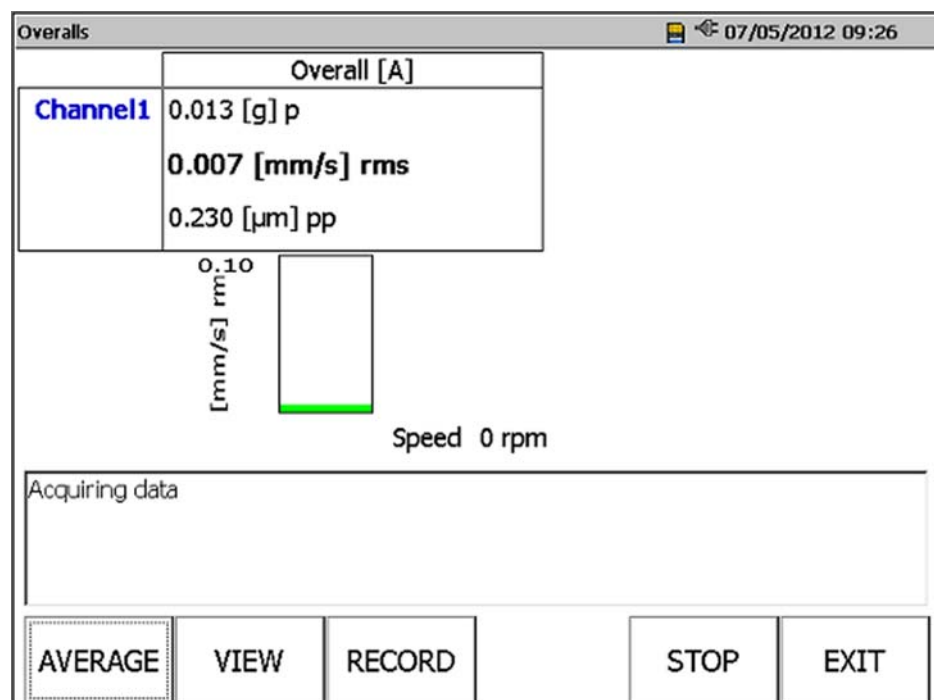 Overalls 07/05/2012 09:26
Overall [A]
Channel1 0.013 [g] p
0.007 [mm/s] rms
0.230 [µm] pp
0.10
[mm/s] rm
Speed 0 rpm
Acquiring data
AVERAGE VIEW RECORD STOP EXIT